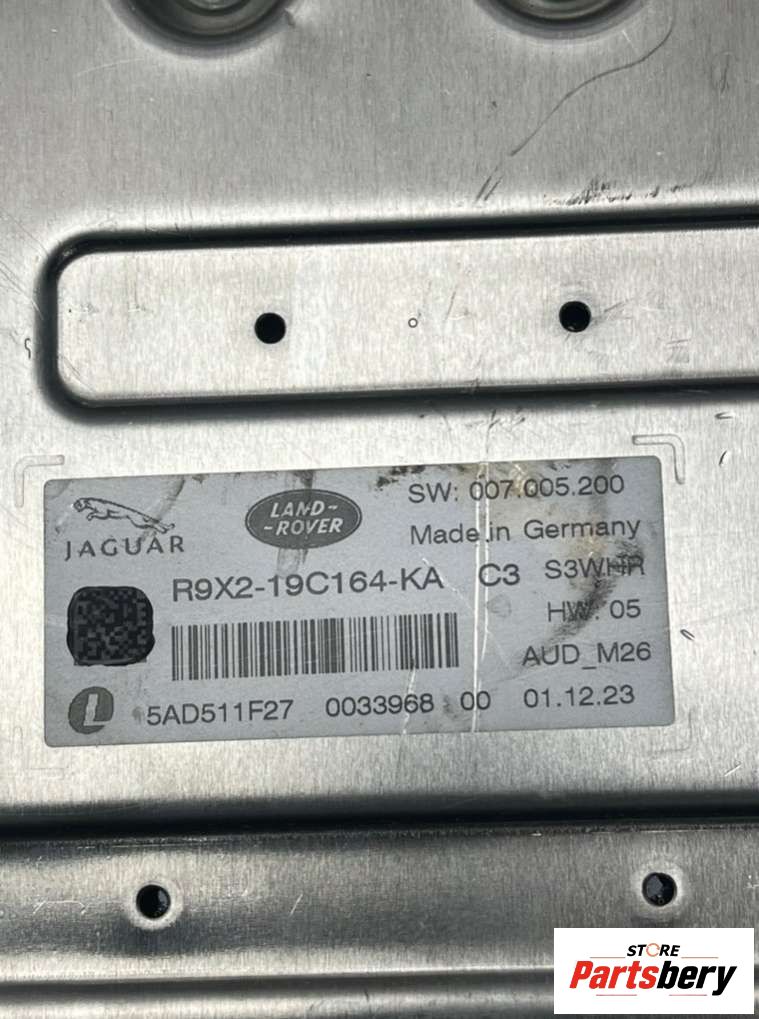 JAGUAR
LAND-
-ROVER
SW: 007.005.200
Made in Germany
R9X2-19C164-KA C3 S3WHR
HW: 05
AUD_M26
L 5AD511F27 0033968 00 01.12.23
STORE
Partsbery